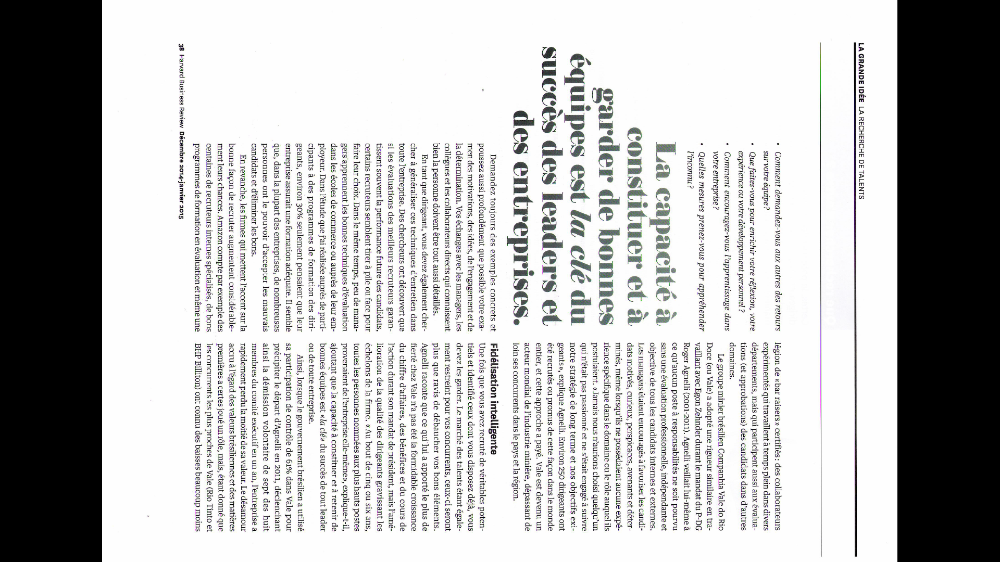 LA GRANDE IDÉE LA RECHERCHE DE TALENTS
• Comment demandez-vous aux autres des retours
sur votre équipe ?
• Que faites-vous pour enrichir votre réflexion, votre
expérience ou votre développement personnel ?
• Comment encouragez-vous l'apprentissage dans
votre entreprise ?
• Quelles mesures prenez-vous pour appréhender
l'inconnu ?
La capacité à
constituer et à
garder de bonnes
équipes est la clé du
succès des leaders et
des entreprises.
Demandez toujours des exemples concrets et
poussez aussi profondément que possible votre exa-
men des motivations, des idées, de l'engagement et de
la détermination. Vos échanges avec les managers, les
collègues et les collaborateurs directs qui connaissent
bien la personne doivent être tout aussi détaillés.
En tant que dirigeant, vous devez également cher-
cher à généraliser ces techniques d'entretien dans
toute l'entreprise. Des chercheurs ont découvert que
si les évaluations des meilleurs recruteurs garan-
tissent souvent la performance future des candidats,
certains recruteurs semblent tirer à pile ou face pour
faire leur choix. Dans le même temps, peu de mana-
gers apprennent les bonnes techniques d'évaluation
dans les écoles de commerce ou auprès de leur em-
ployeur. Dans l'étude que j'ai réalisée auprès de parti-
cipants à des programmes de formation des diri-
geants, environ 30% seulement pensaient que leur
entreprise assurait une formation adéquate. Il semble
que, dans la plupart des entreprises, de nombreuses
personnes ont le pouvoir d'accepter les mauvais
candidats et d'éliminer les bons.
En revanche, les firmes qui mettent l'accent sur la
bonne façon de recruter augmentent considérable-
ment leurs chances. Amazon compte par exemple des
centaines de recruteurs internes spécialisés, de bons
programmes de formation en évaluation et même une
légion de «bar raisers» certifiés : des collaborateurs
expérimentés qui travaillent à temps plein dans divers
départements, mais qui participent aussi aux évalua-
tions (et approbations) des candidats dans d'autres
domaines.
Le groupe minier brésilien Companhia Vale do Rio
Doce (ou Vale) a adopté une rigueur similaire en tra-
vaillant avec Egon Zehnder durant le mandat du P-DG
Roger Agnelli (2001-2011). Agnelli veillait lui-même à
ce qu'aucun poste à responsabilités ne soit pourvu
sans une évaluation professionnelle, indépendante et
objective de tous les candidats internes et externes.
Les managers étaient encouragés à favoriser les candi-
dats motivés, curieux, perspicaces, avenants et déter-
minés, même lorsqu'ils ne possédaient aucune expé-
rience spécifique dans le domaine ou le rôle auquel ils
postulaient. «Jamais nous n'aurions choisi quelqu'un
qui n'était pas passionné et ne s'était engagé à suivre
notre stratégie de long terme et nos objectifs exi-
geants», explique Agnelli. Environ 250 dirigeants ont
été recrutés ou promus de cette façon dans le monde
entier, et cette approche a payé. Vale est devenu un
acteur mondial de l'industrie minière, dépassant de
loin ses concurrents dans le pays et la région.
Fidélisation intelligente
Une fois que vous avez recruté de véritables poten-
tiels et identifié ceux dont vous disposez déjà, vous
devez les garder. Le marché des talents étant égale-
ment restreint pour vos concurrents, ceux-ci seront
plus que ravis de débaucher vos bons éléments.
Agnelli raconte que ce qui lui a apporté le plus de
fierté chez Vale n'a pas été la formidable croissance
du chiffre d'affaires, des bénéfices et du cours de
l'action durant son mandat de président, mais l'amé-
lioration de la qualité des dirigeants gravissant les
échelons de la firme. «Au bout de cinq ou six ans,
toutes les personnes nommées aux plus hauts postes
provenaient de l'entreprise elle-même», explique-t-il,
ajoutant que la capacité à constituer et à retenir de
bonnes équipes est «la clé» du succès de tout leader
ou de toute entreprise.
Ainsi, lorsque le gouvernement brésilien a utilisé
sa participation de contrôle de 61% dans Vale pour
précipiter le départ d'Agnelli en 2011, déclenchant
ainsi la démission volontaire de sept des huit
membres du comité exécutif en un an, l'entreprise a
rapidement perdu la moitié de sa valeur. Le désamour
accru à l'égard des valeurs brésiliennes et des matières
premières a certes joué un rôle, mais, étant donné que
les concurrents les plus proches de Vale (Rio Tinto et
BHP Billiton) ont connu des baisses beaucoup moins
38 Harvard Business Review Décembre 2014-janvier 2015